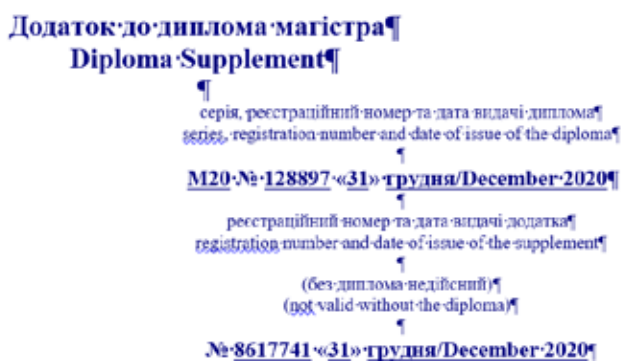 Додаток до диплома магістра
Diploma Supplement
серія, реєстраційний номер та дата видачі диплома
series, registration number and date of issue of the diploma
М20 № 128897 «31» грудня/December 2020
реєстраційний номер та дата видачі додатка
registration number and date of issue of the supplement
(без диплома недійсний)
(not valid without the diploma)
№ 8617741 «31» грудня/December 2020